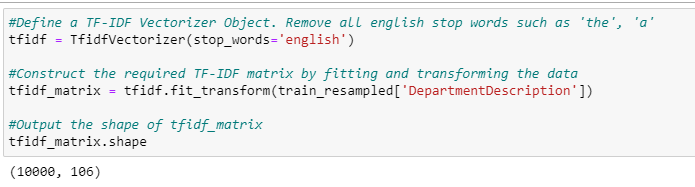 #Define a TF-IDF Vectorizer Object. Remove all english stop words such as 'the', 'a'
tfidf = TfidfVectorizer(stop_words='english')
#Construct the required TF-IDF matrix by fitting and transforming the data
tfidf_matrix = tfidf.fit_transform(train_resampled['DepartmentDescription'])
#Output the shape of tfidf_matrix
tfidf_matrix.shape
(10000, 106)